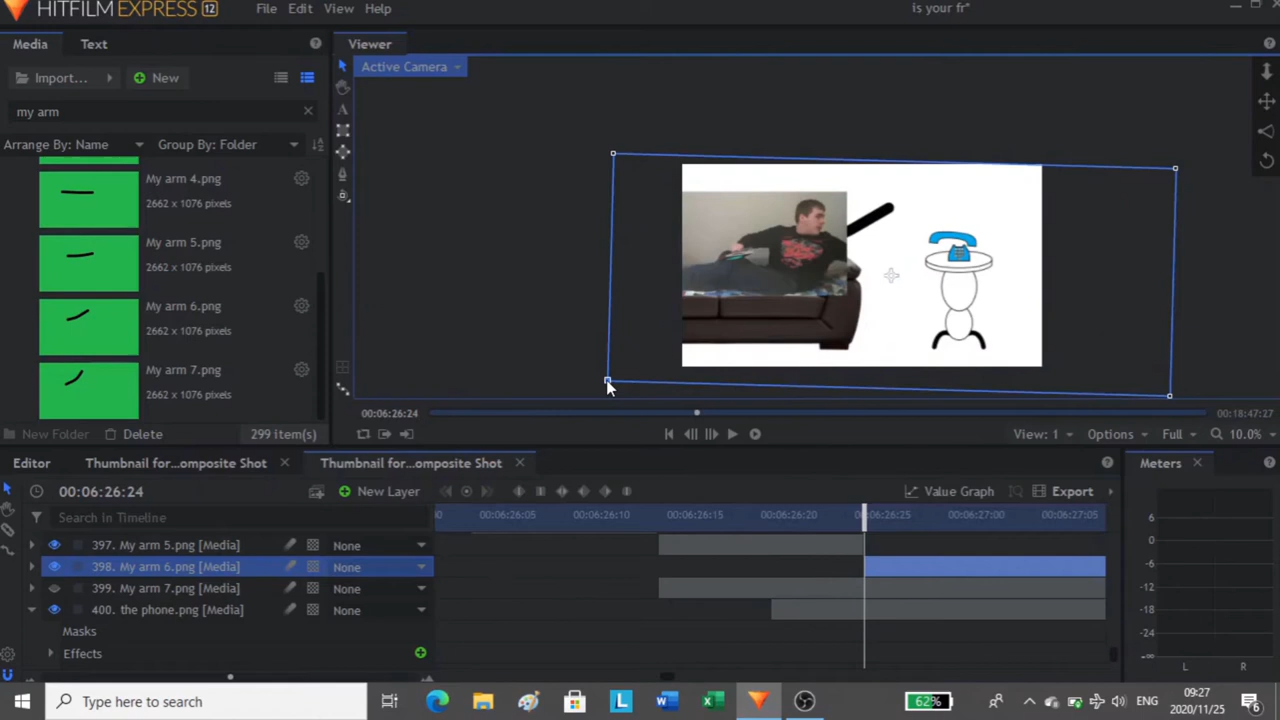 HITFILM EXPRESS 12 File Edit View Help is your fr*
Media Text Viewer
Active Camera
Import... New
my arm
Arrange By: Name Group By: Folder
My arm 4.png
2662 x 1076 pixels
My arm 5.png
2662 x 1076 pixels
My arm 6.png
2662 x 1076 pixels
My arm 7.png
2662 x 1076 pixels
New Folder Delete 299 item(s)
00:06:26:24 00:18:47:27
View: 1 Options Full 10.0%
Editor Thumbnail for...omposite Shot Thumbnail for...omposite Shot Meters
00:06:26:24 New Layer Value Graph Export
Search in Timeline
00:06:26:05 00:06:26:10 00:06:26:15 00:06:26:20 00:06:26:25 00:06:27:00 00:06:27:05
397. My arm 5.png [Media] None
398. My arm 6.png [Media] None
399. My arm 7.png [Media] None
400. the phone.png [Media] None
Masks
Effects
6
0
-6
-12
-18
-24
-∞
L R
Type here to search
62% ENG 09:27
2020/11/25 6